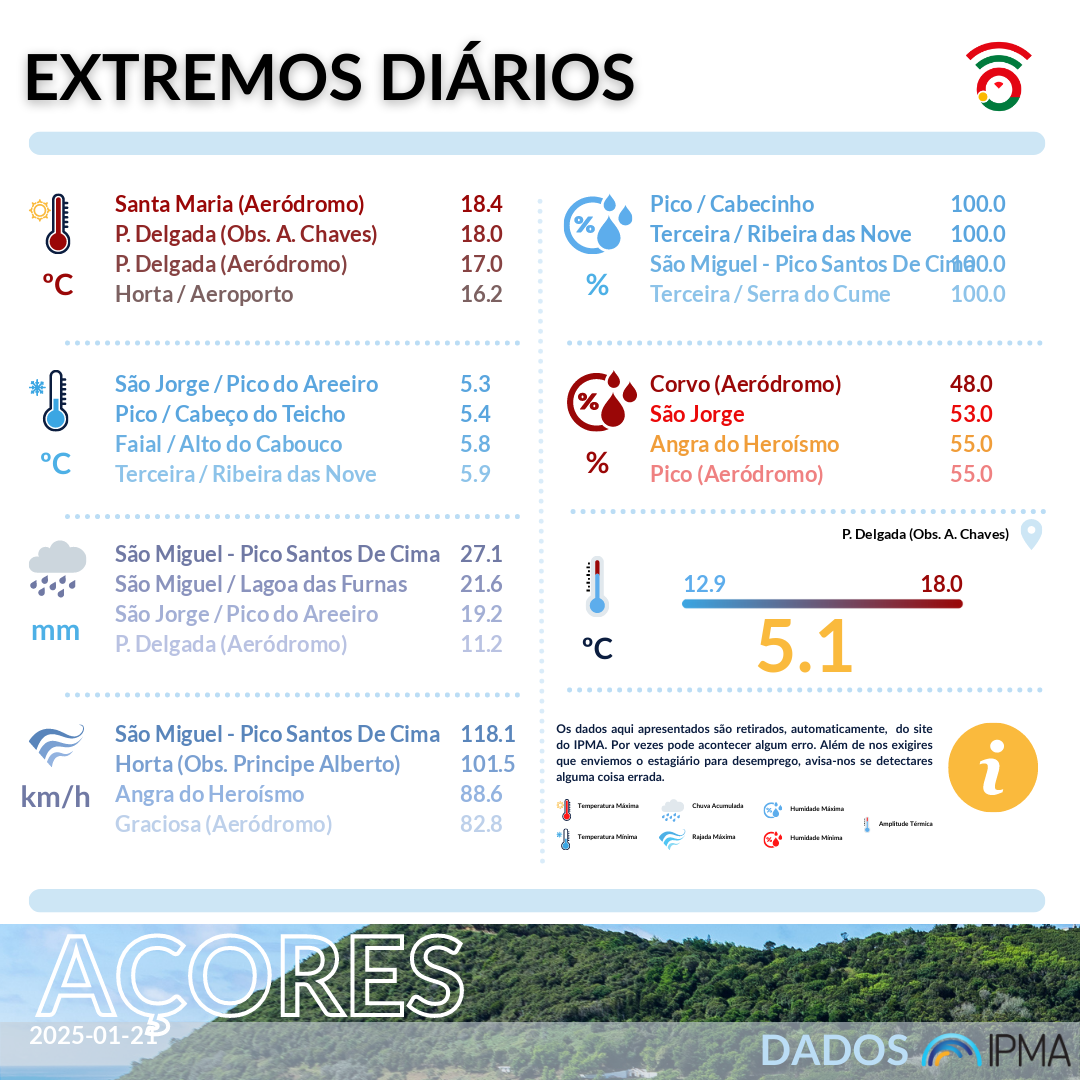 EXTREMOS DIÁRIOS
Santa Maria (Aeródromo) 18.4
P. Delgada (Obs. A. Chaves) 18.0
P. Delgada (Aeródromo) 17.0
Horta / Aeroporto 16.2
ºC
São Jorge / Pico do Areeiro 5.3
Pico / Cabeço do Teicho 5.4
Faial / Alto do Cabouco 5.8
Terceira / Ribeira das Nove 5.9
ºC
São Miguel - Pico Santos De Cima 27.1
São Miguel / Lagoa das Furnas 21.6
São Jorge / Pico do Areeiro 19.2
P. Delgada (Aeródromo) 11.2
mm
São Miguel - Pico Santos De Cima 118.1
Horta (Obs. Principe Alberto) 101.5
Angra do Heroísmo 88.6
Graciosa (Aeródromo) 82.8
km/h
Pico / Cabecinho 100.0
Terceira / Ribeira das Nove 100.0
São Miguel - Pico Santos De Cima 100.0
Terceira / Serra do Cume 100.0
%
%
Corvo (Aeródromo) 48.0
São Jorge 53.0
Angra do Heroísmo 55.0
Pico (Aeródromo) 55.0
%
%
P. Delgada (Obs. A. Chaves)
12.9 18.0
5.1
ºC
Os dados aqui apresentados são retirados, automaticamente, do site
do IPMA. Por vezes pode acontecer algum erro. Além de nos exigires
que enviemos o estagiário para desemprego, avisa-nos se detectares
alguma coisa errada.
i
Temperatura Máxima Chuva Acumulada Humidade Máxima
Amplitude Térmica
Temperatura Mínima Rajada Máxima Humidade Mínima
AÇORES
2025-01-21
DADOS IPMA